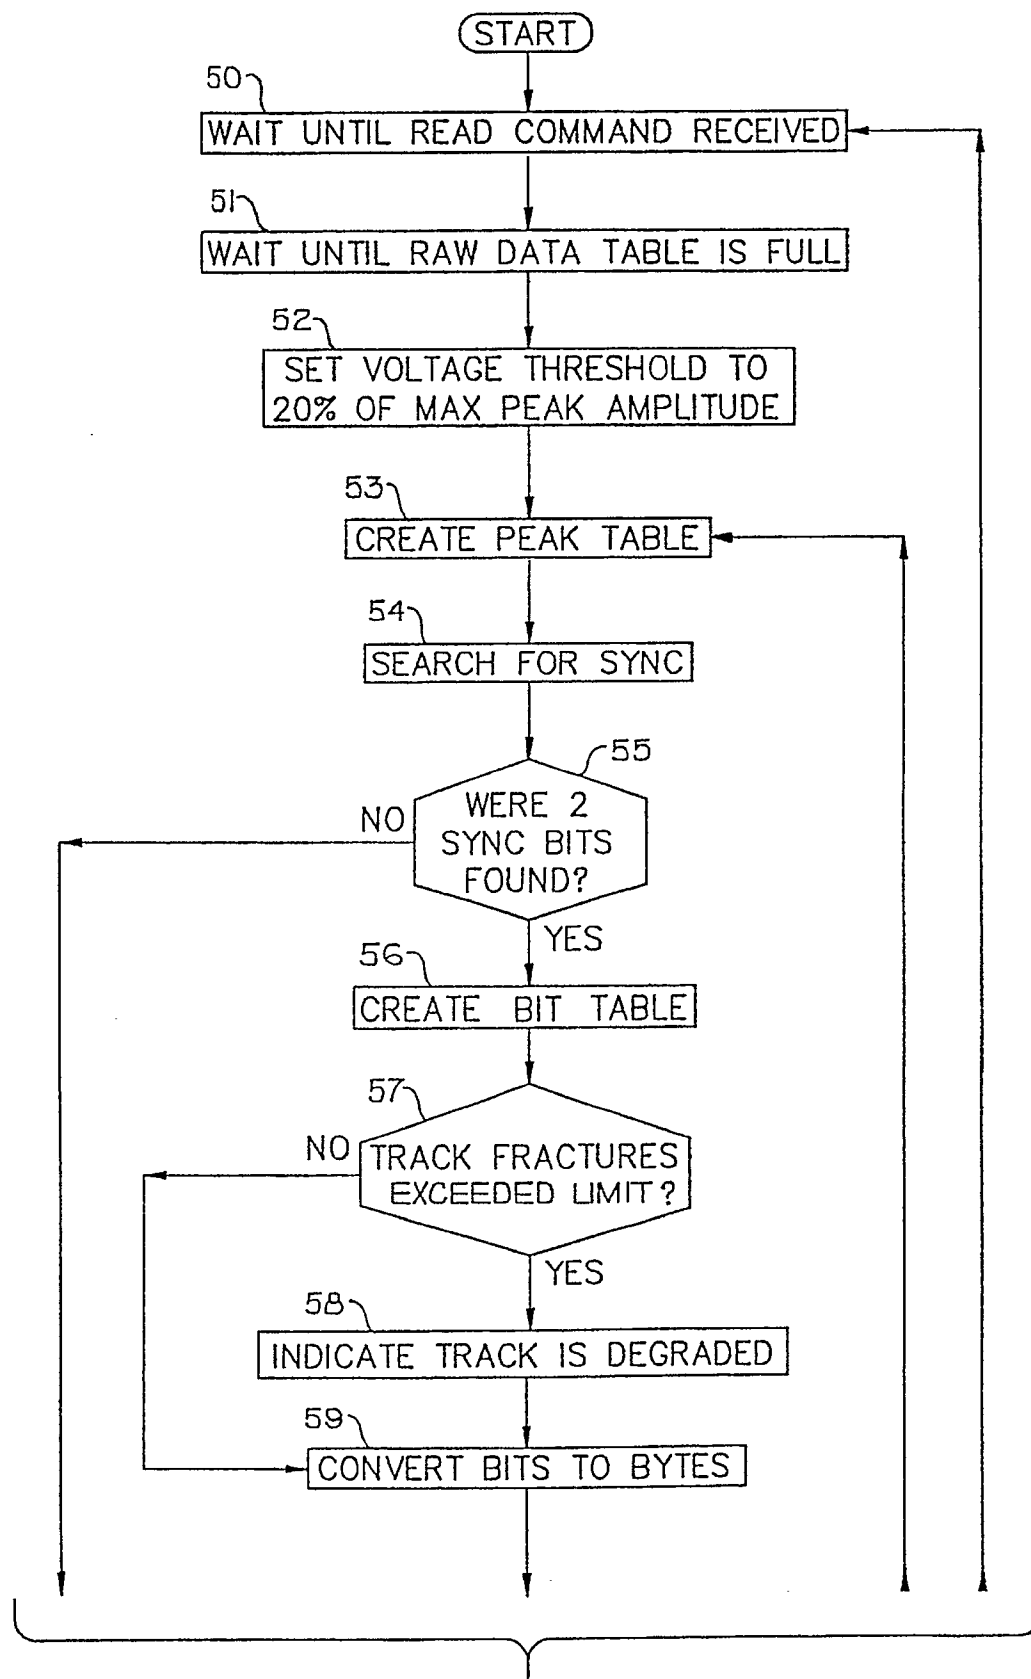 START
50
WAIT UNTIL READ COMMAND RECEIVED
51
WAIT UNTIL RAW DATA TABLE IS FULL
52
SET VOLTAGE THRESHOLD TO
20% OF MAX PEAK AMPLITUDE
53
CREATE PEAK TABLE
54
SEARCH FOR SYNC
55
WERE 2
SYNC BITS
FOUND?
NO
YES
56
CREATE BIT TABLE
57
TRACK FRACTURES
EXCEEDED LIMIT?
NO
YES
58
INDICATE TRACK IS DEGRADED
59
CONVERT BITS TO BYTES